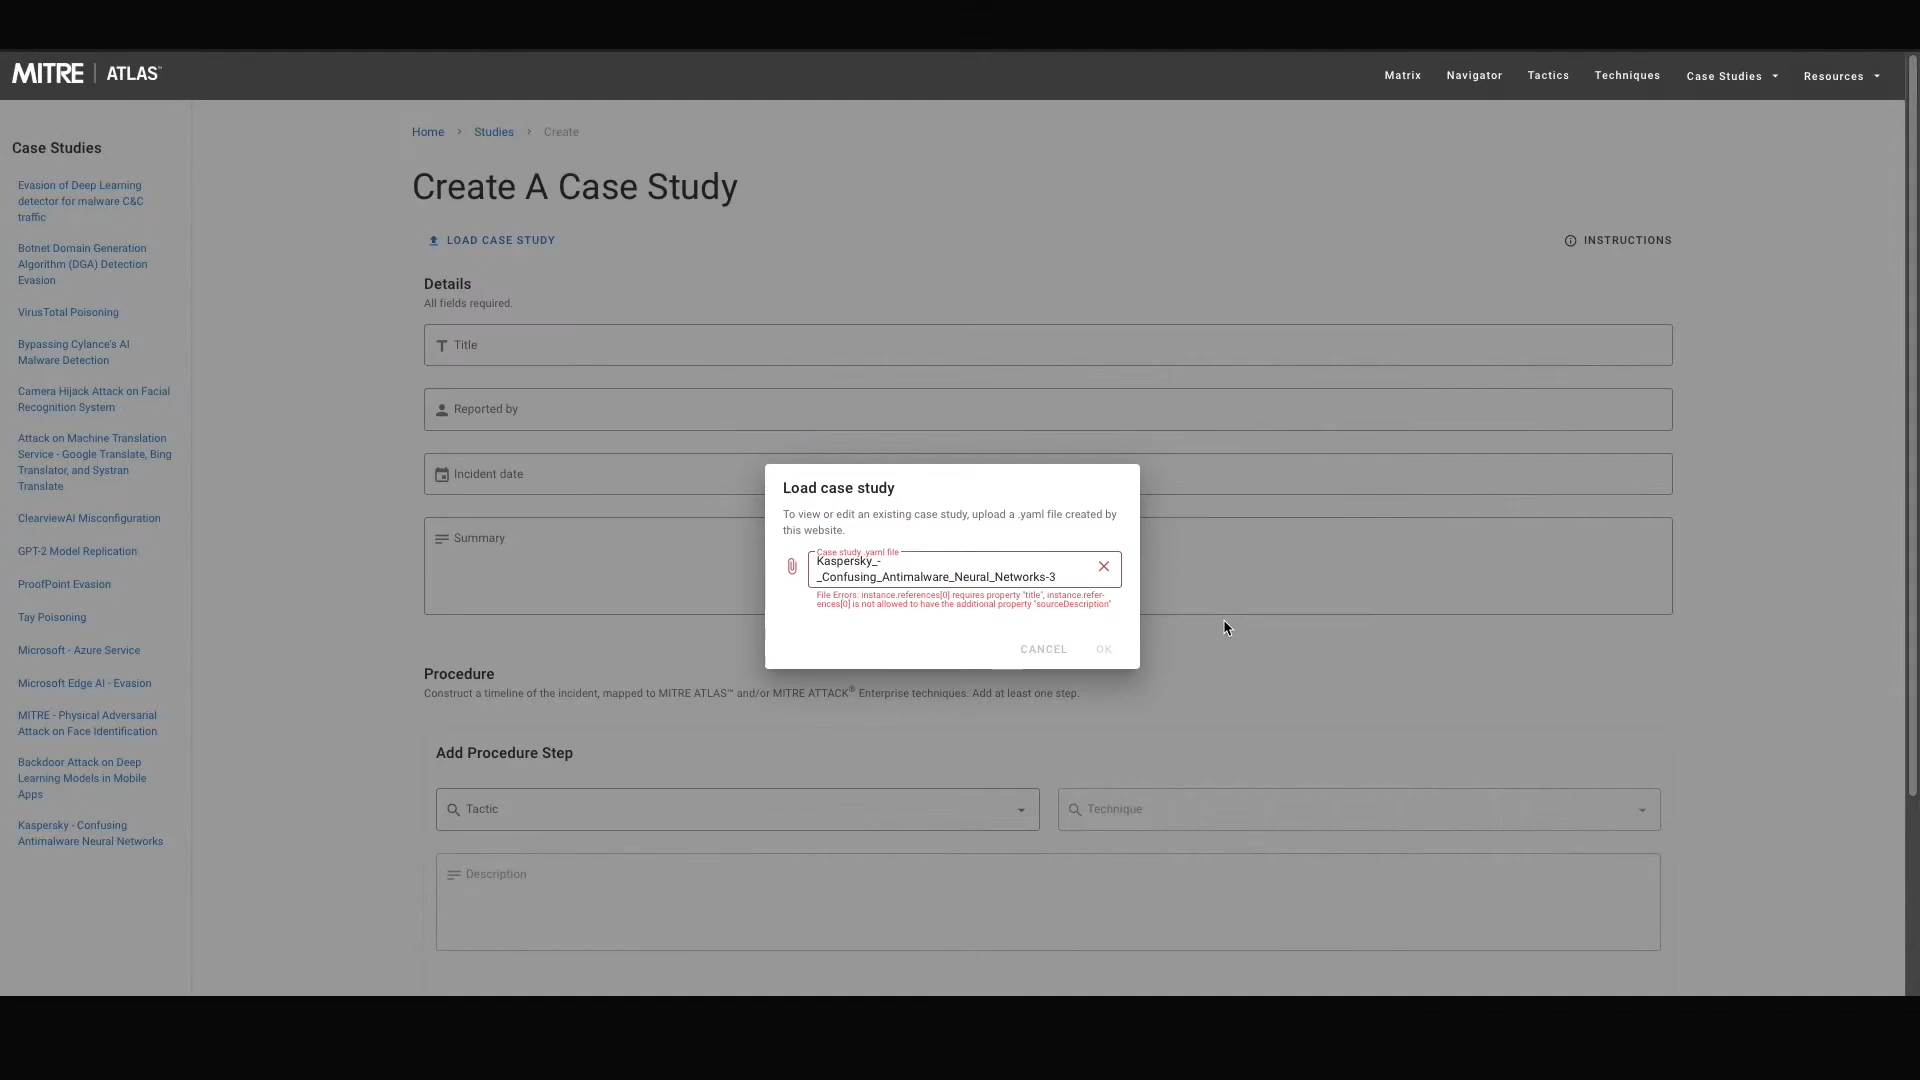 MITRE | ATLAS™
Matrix
Navigator
Tactics
Techniques
Case Studies
Resources
Case Studies
Evasion of Deep Learning
detector for malware C&C
traffic
Botnet Domain Generation
Algorithm (DGA) Detection
Evasion
VirusTotal Poisoning
Bypassing Cylance's AI
Malware Detection
Camera Hijack Attack on Facial
Recognition System
Attack on Machine Translation
Service - Google Translate, Bing
Translator, and Systran
Translate
ClearviewAI Misconfiguration
GPT-2 Model Replication
ProofPoint Evasion
Tay Poisoning
Microsoft - Azure Service
Microsoft Edge AI - Evasion
MITRE - Physical Adversarial
Attack on Face Identification
Backdoor Attack on Deep
Learning Models in Mobile
Apps
Kaspersky - Confusing
Antimalware Neural Networks
Home › Studies › Create
Create A Case Study
LOAD CASE STUDY
INSTRUCTIONS
Details
All fields required.
Title
Reported by
Incident date
Summary
Load case study
To view or edit an existing case study, upload a .yaml file created by
this website.
Case study .yaml file
Kaspersky_-
_Confusing_Antimalware_Neural_Networks-3
File Errors: instance.references[0] requires property "title", instance.refer-
ences[0] is not allowed to have the additional property "sourceDescription"
CANCEL
OK
Procedure
Construct a timeline of the incident, mapped to MITRE ATLAS™ and/or MITRE ATTACK® Enterprise techniques. Add at least one step.
Add Procedure Step
Tactic
Technique
Description